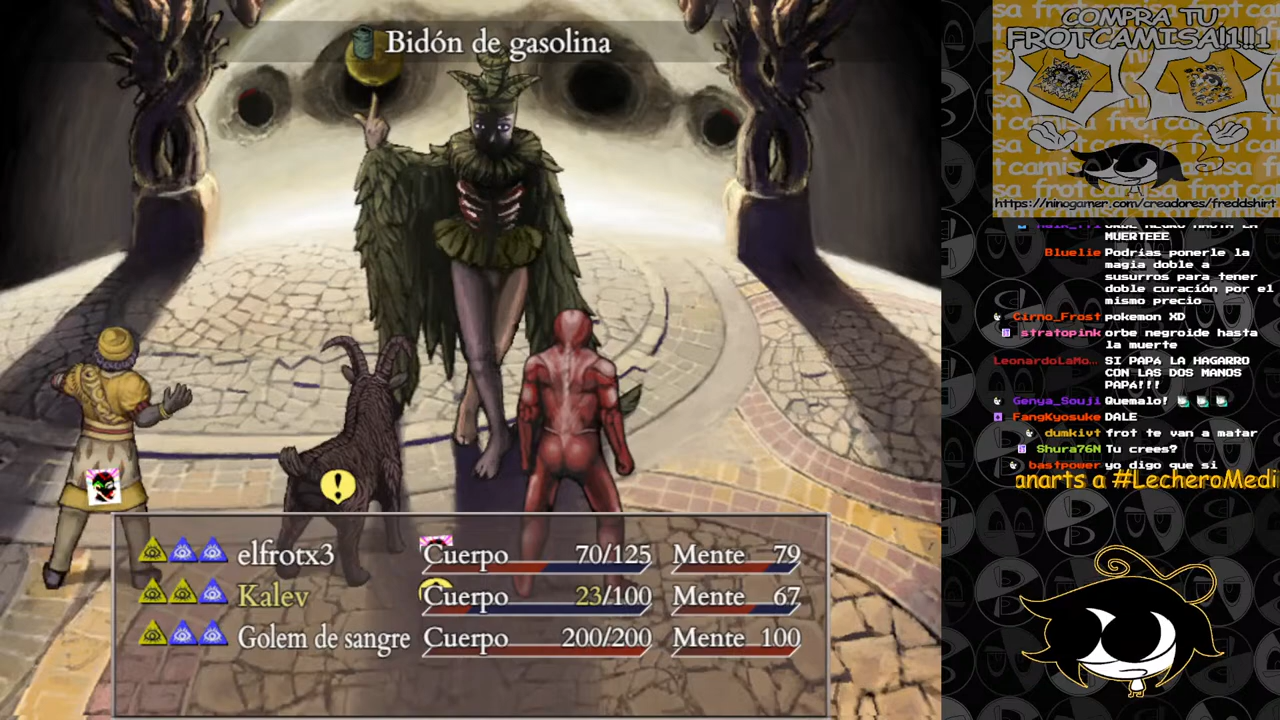 Bidón de gasolina
elfrotx3 Cuerpo 70/125 Mente 79
Kalev Cuerpo 23/100 Mente 67
Golem de sangre Cuerpo 200/200 Mente 100
COMPRA TU
FROTCAMISA!1!!1
https://ninogamer.com/creadores/freddshirt
MUERTEEE
Bluelie Podrías ponerle la
magia doble a
susurros para tener
doble curación por el
mismo precio
Cirno_Frost pokemon XD
stratopink orbe negroide hasta
la muerte
LeonardoLaMo... SI PAPÁ LA HAGARRO
CON LAS DOS MANOS
PAPÁ!!!
Genya_Souji Quemalo!
FangKyosuke DALE
dumkivt frot te van a matar
Shura76N Tu crees?
bastpower yo digo que si
anarts a #LecheroMedi